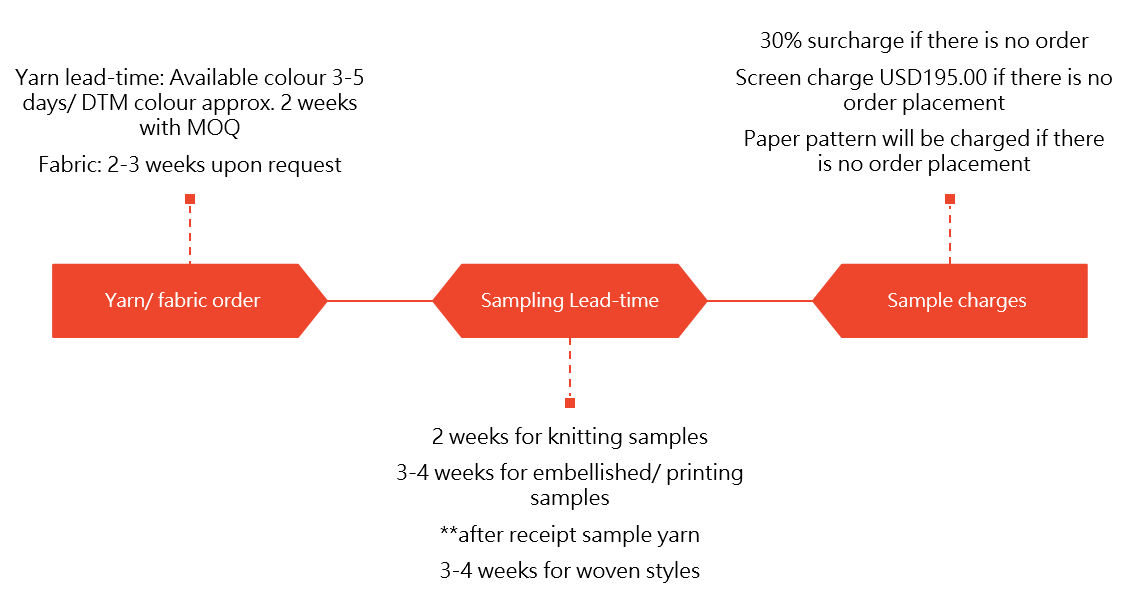 Yarn lead-time: Available colour 3-5
days/ DTM colour approx. 2 weeks
with MOQ
Fabric: 2-3 weeks upon request
30% surcharge if there is no order
Screen charge USD195.00 if there is no
order placement
Paper pattern will be charged if there
is no order placement
Yarn/ fabric order
Sampling Lead-time
Sample charges
2 weeks for knitting samples
3-4 weeks for embellished/ printing
samples
**after receipt sample yarn
3-4 weeks for woven styles